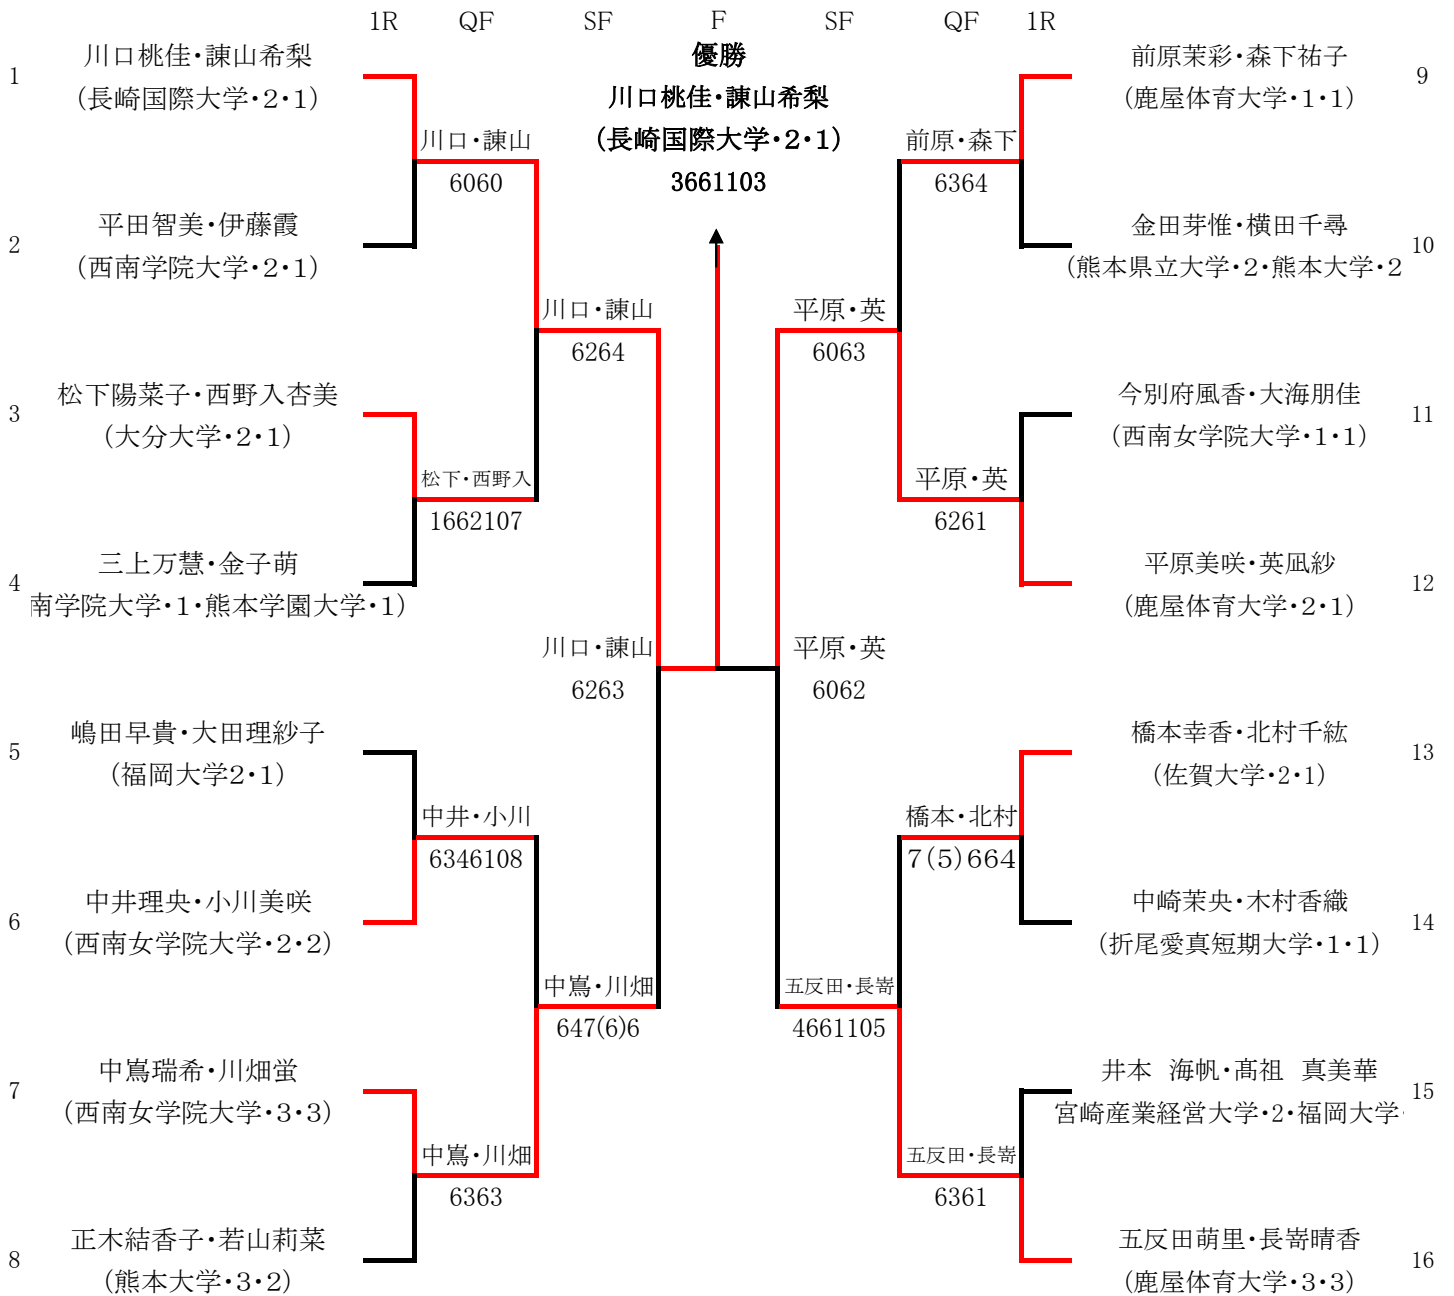 1R QF SF F SF QF 1R
優勝
川口桃佳・諌山希梨
(長崎国際大学・2・1)
3661103
1
川口桃佳・諌山希梨
(長崎国際大学・2・1)
川口・諌山
6060
2
平田智美・伊藤霞
(西南学院大学・2・1)
川口・諌山
6264
3
松下陽菜子・西野入杏美
(大分大学・2・1)
松下・西野入
1662107
4
三上万慧・金子萌
南学院大学・1・熊本学園大学・1)
川口・諌山
6263
5
嶋田早貴・大田理紗子
(福岡大学2・1)
中井・小川
6346108
6
中井理央・小川美咲
(西南女学院大学・2・2)
中嶌・川畑
647(6)6
7
中嶌瑞希・川畑蛍
(西南女学院大学・3・3)
中嶌・川畑
6363
8
正木結香子・若山莉菜
(熊本大学・3・2)
前原茉彩・森下祐子
(鹿屋体育大学・1・1)
9
前原・森下
6364
金田芽惟・横田千尋
(熊本県立大学・2・熊本大学・2
10
平原・英
6063
今別府風香・大海朋佳
(西南女学院大学・1・1)
11
平原・英
6261
平原美咲・英凪紗
(鹿屋体育大学・2・1)
12
平原・英
6062
橋本幸香・北村千紘
(佐賀大学・2・1)
13
橋本・北村
7(5)664
中崎茉央・木村香織
(折尾愛真短期大学・1・1)
14
五反田・長嵜
4661105
井本 海帆・髙祖 真美華
宮崎産業経営大学・2・福岡大学・
15
五反田・長嵜
6361
五反田萌里・長嵜晴香
(鹿屋体育大学・3・3)
16